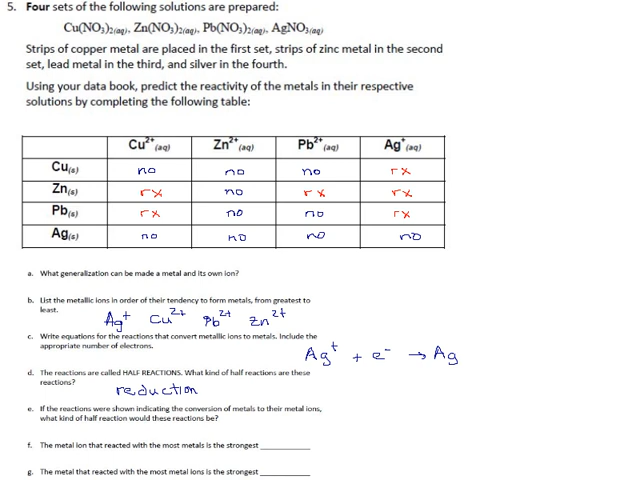 5. Four sets of the following solutions are prepared:
Cu(NO₃)₂(aq), Zn(NO₃)₂(aq), Pb(NO₃)₂(aq), AgNO₃(aq)
Strips of copper metal are placed in the first set, strips of zinc metal in the second
set, lead metal in the third, and silver in the fourth.
Using your data book, predict the reactivity of the metals in their respective
solutions by completing the following table:
Cu²⁺(aq) Zn²⁺(aq) Pb²⁺(aq) Ag⁺(aq)
Cu(s) no no no rx
Zn(s) rx no rx rx
Pb(s) rx no no rx
Ag(s) no no no no
a. What generalization can be made a metal and its own ion?
b. List the metallic ions in order of their tendency to form metals, from greatest to
least.
Ag⁺ Cu²⁺ Pb²⁺ Zn²⁺
c. Write equations for the reactions that convert metallic ions to metals. Include the
appropriate number of electrons.
Ag⁺ + e⁻ → Ag
d. The reactions are called HALF REACTIONS. What kind of half reactions are these
reactions?
reduction
e. If the reactions were shown indicating the conversion of metals to their metal ions,
what kind of half reaction would these reactions be?
f. The metal ion that reacted with the most metals is the strongest ____________
g. The metal that reacted with the most metal ions is the strongest ____________